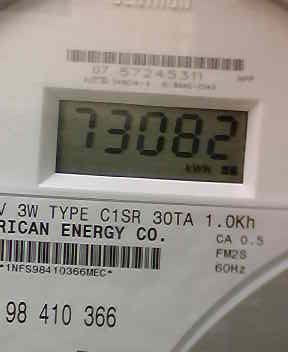 07 57245311
73082
kWh
V 3W TYPE C1SR 30TA 1.0Kh
RICAN ENERGY CO.
CA 0.5
FM2S
60Hz
*1NFS98410366MEC*
98 410 366